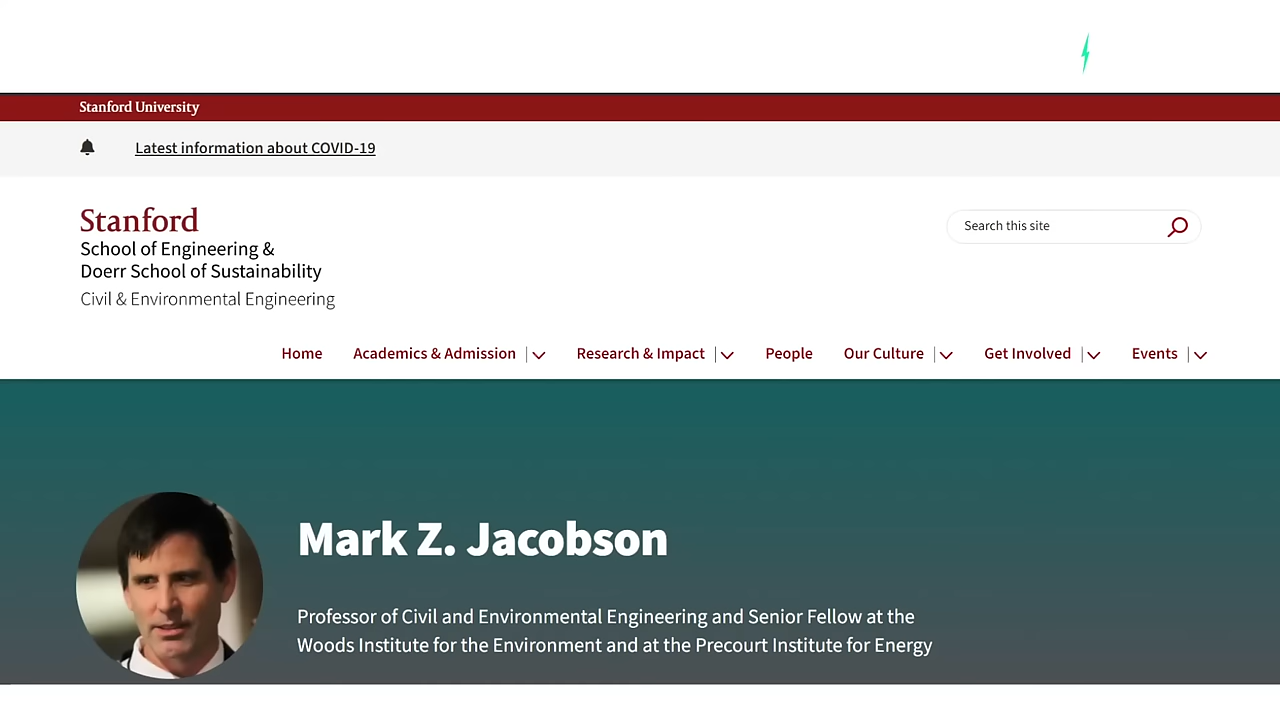 Stanford University
Latest information about COVID-19
Stanford
School of Engineering &
Doerr School of Sustainability
Civil & Environmental Engineering
Search this site
Home Academics & Admission Research & Impact People Our Culture Get Involved Events
Mark Z. Jacobson
Professor of Civil and Environmental Engineering and Senior Fellow at the
Woods Institute for the Environment and at the Precourt Institute for Energy